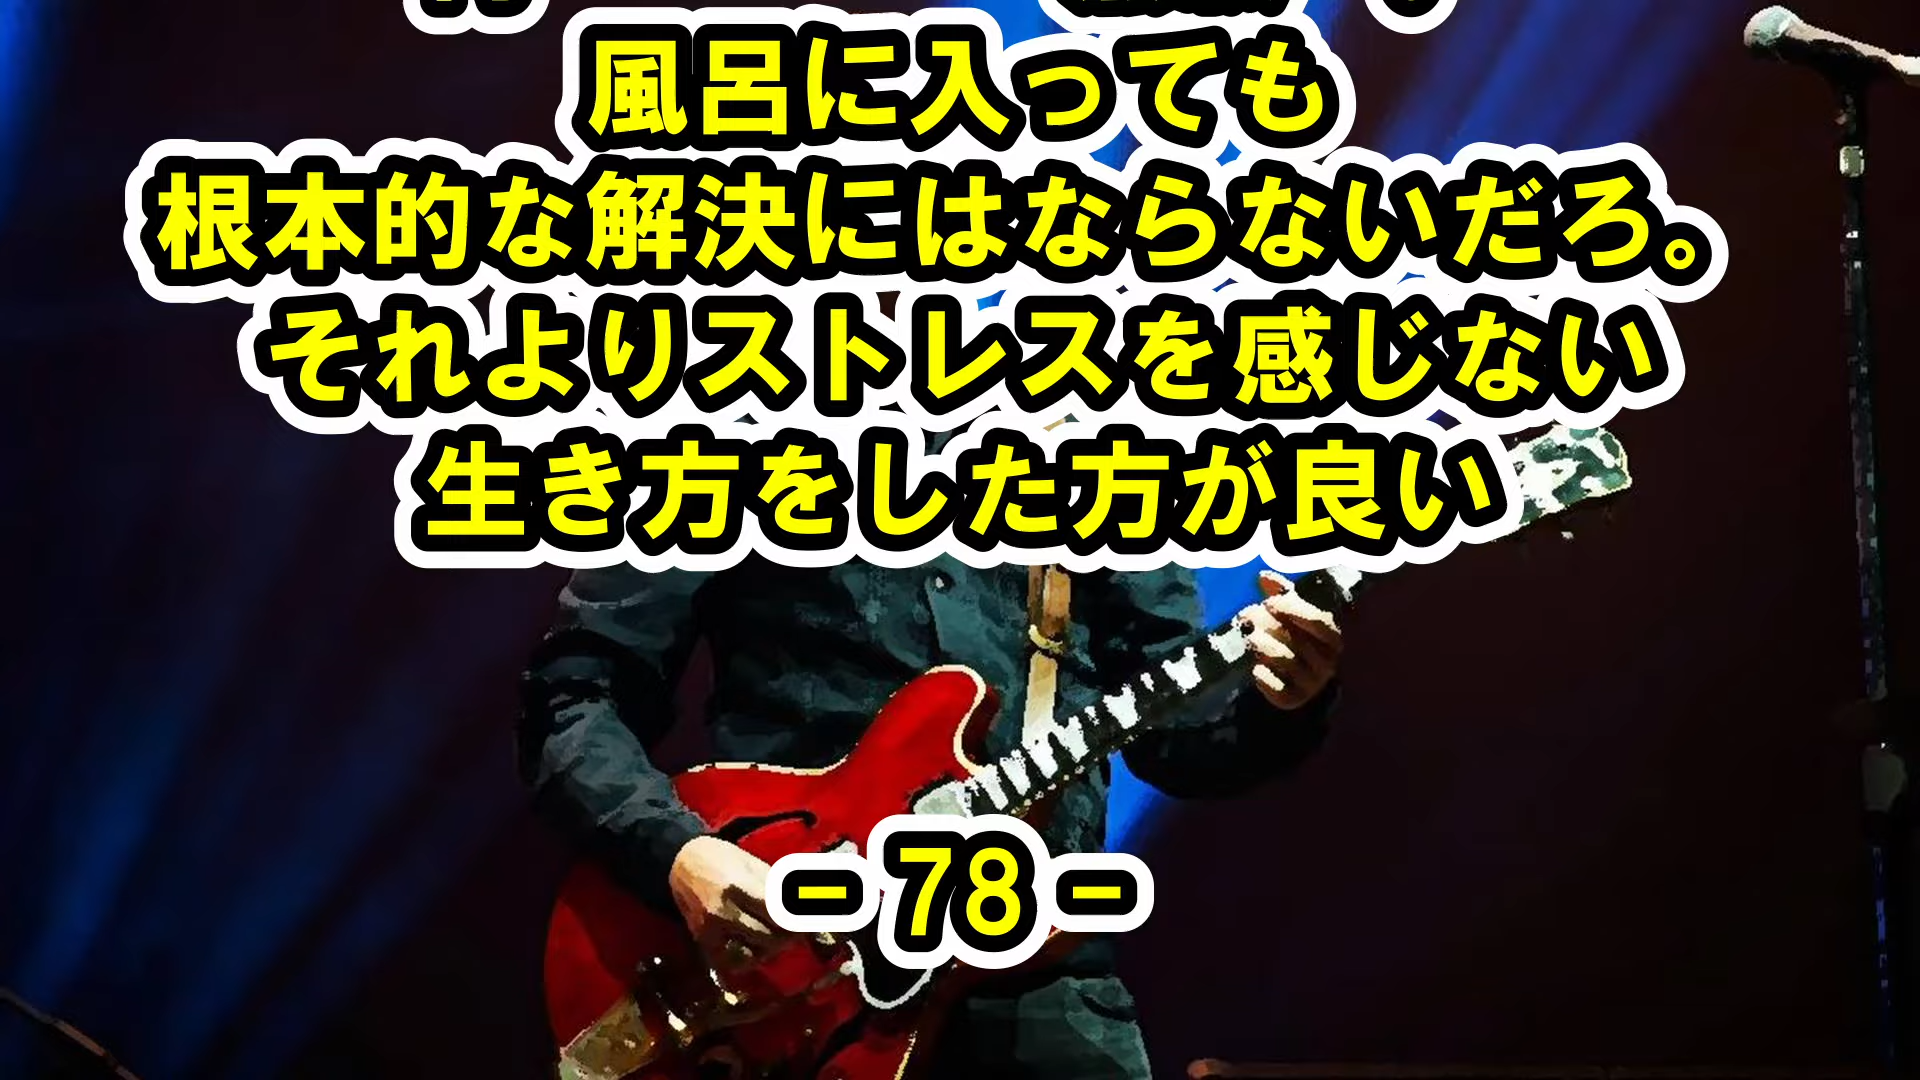 風呂に入っても
根本的な解決にはならないだろ。
それよりストレスを感じない
生き方をした方が良い
- 78 -